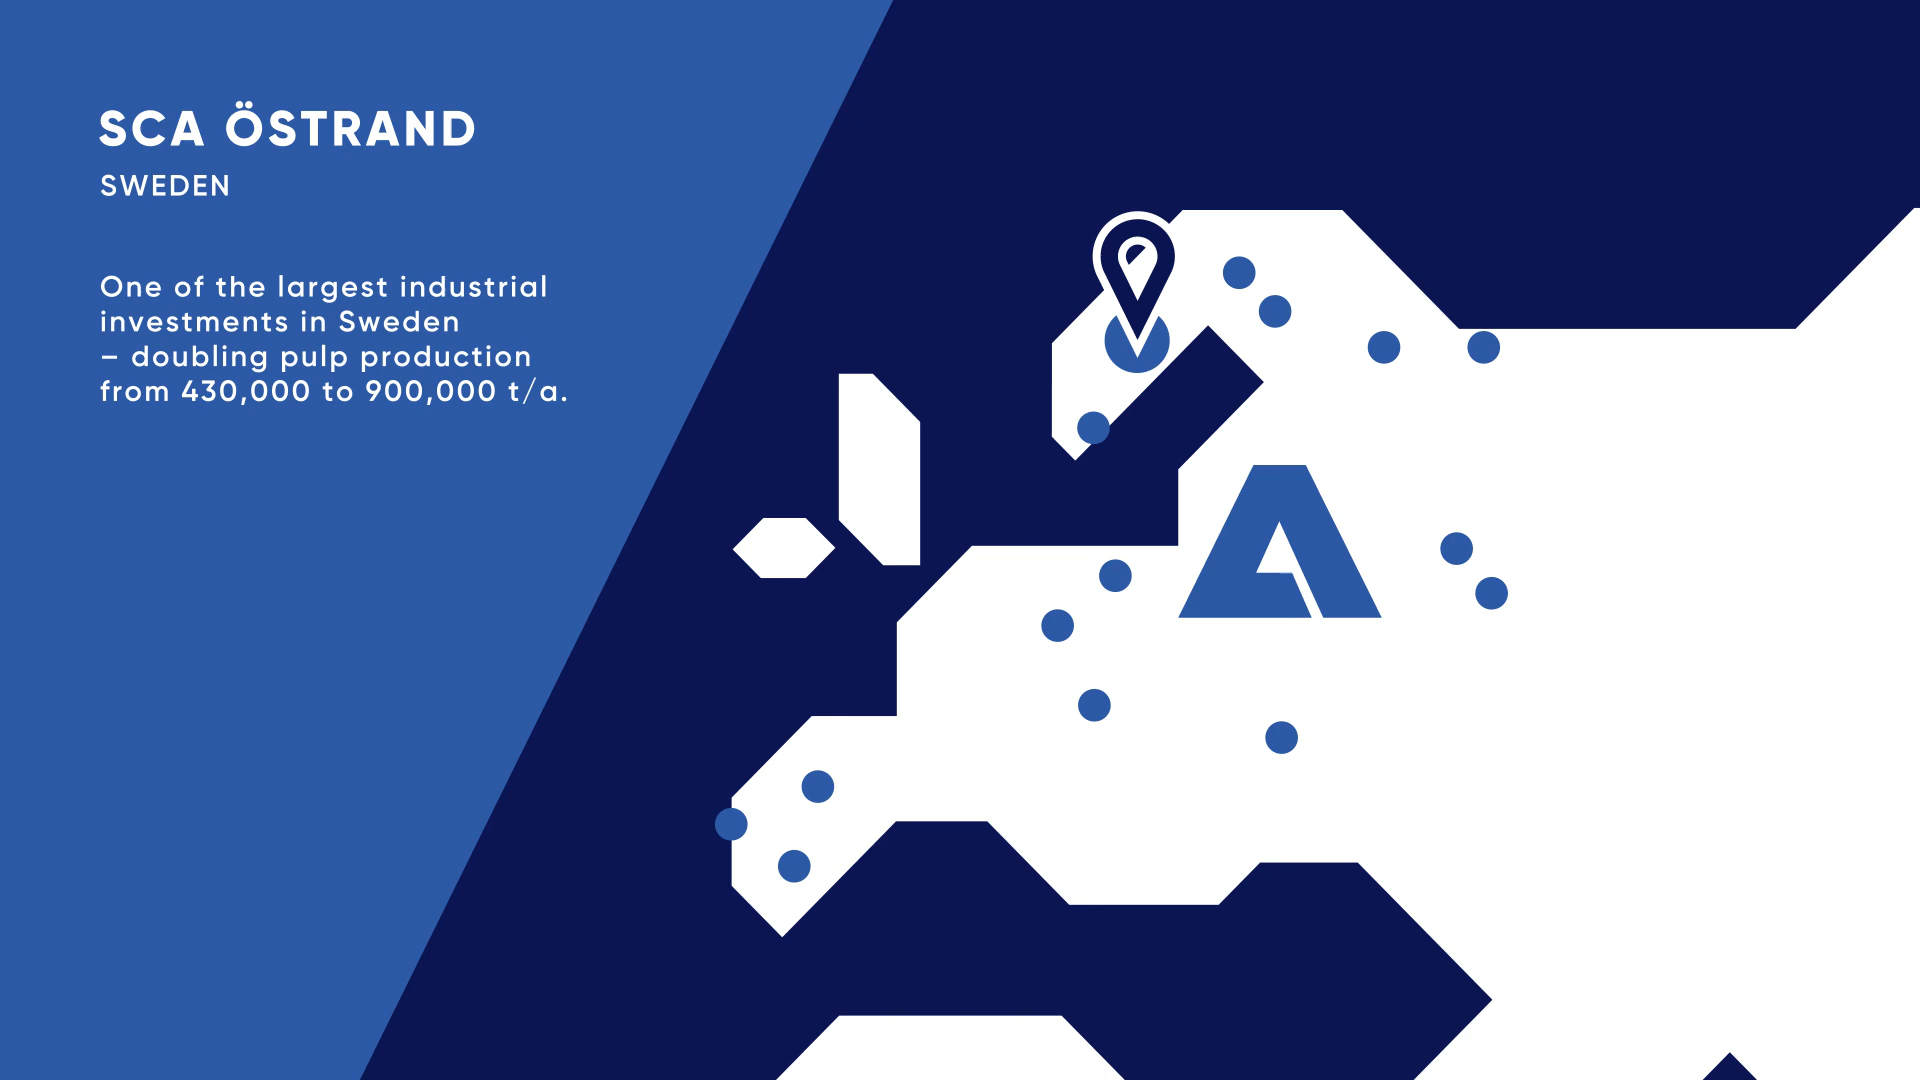 SCA ÖSTRAND
SWEDEN
One of the largest industrial
investments in Sweden
– doubling pulp production
from 430,000 to 900,000 t/a.